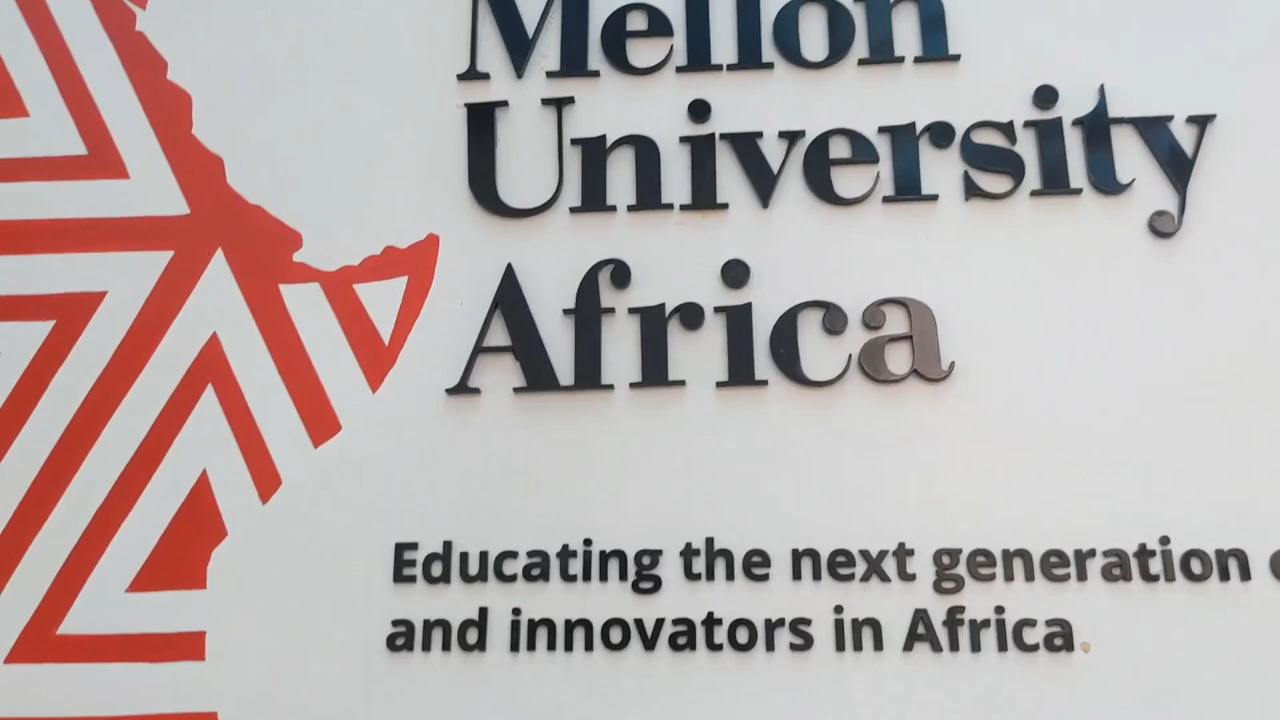 Mellon
University
Africa
Educating the next generation
and innovators in Africa.